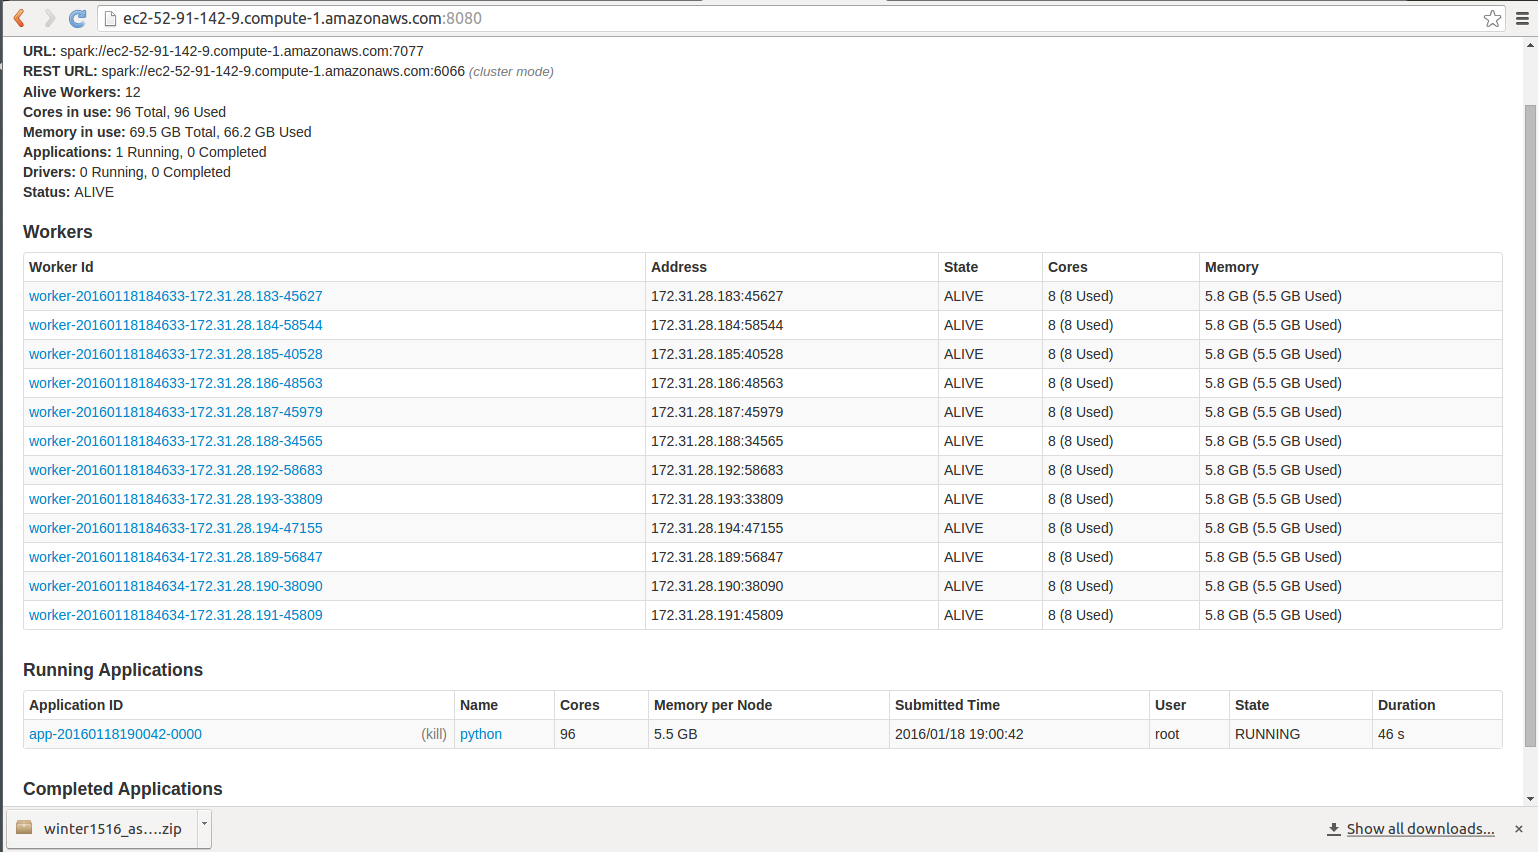 ec2-52-91-142-9.compute-1.amazonaws.com:8080
URL: spark://ec2-52-91-142-9.compute-1.amazonaws.com:7077
REST URL: spark://ec2-52-91-142-9.compute-1.amazonaws.com:6066 (cluster mode)
Alive Workers: 12
Cores in use: 96 Total, 96 Used
Memory in use: 69.5 GB Total, 66.2 GB Used
Applications: 1 Running, 0 Completed
Drivers: 0 Running, 0 Completed
Status: ALIVE
Workers
Worker Id Address State Cores Memory
worker-20160118184633-172.31.28.183-45627 172.31.28.183:45627 ALIVE 8 (8 Used) 5.8 GB (5.5 GB Used)
worker-20160118184633-172.31.28.184-58544 172.31.28.184:58544 ALIVE 8 (8 Used) 5.8 GB (5.5 GB Used)
worker-20160118184633-172.31.28.185-40528 172.31.28.185:40528 ALIVE 8 (8 Used) 5.8 GB (5.5 GB Used)
worker-20160118184633-172.31.28.186-48563 172.31.28.186:48563 ALIVE 8 (8 Used) 5.8 GB (5.5 GB Used)
worker-20160118184633-172.31.28.187-45979 172.31.28.187:45979 ALIVE 8 (8 Used) 5.8 GB (5.5 GB Used)
worker-20160118184633-172.31.28.188-34565 172.31.28.188:34565 ALIVE 8 (8 Used) 5.8 GB (5.5 GB Used)
worker-20160118184633-172.31.28.192-58683 172.31.28.192:58683 ALIVE 8 (8 Used) 5.8 GB (5.5 GB Used)
worker-20160118184633-172.31.28.193-33809 172.31.28.193:33809 ALIVE 8 (8 Used) 5.8 GB (5.5 GB Used)
worker-20160118184633-172.31.28.194-47155 172.31.28.194:47155 ALIVE 8 (8 Used) 5.8 GB (5.5 GB Used)
worker-20160118184634-172.31.28.189-56847 172.31.28.189:56847 ALIVE 8 (8 Used) 5.8 GB (5.5 GB Used)
worker-20160118184634-172.31.28.190-38090 172.31.28.190:38090 ALIVE 8 (8 Used) 5.8 GB (5.5 GB Used)
worker-20160118184634-172.31.28.191-45809 172.31.28.191:45809 ALIVE 8 (8 Used) 5.8 GB (5.5 GB Used)
Running Applications
Application ID Name Cores Memory per Node Submitted Time User State Duration
app-20160118190042-0000 (kill) python 96 5.5 GB 2016/01/18 19:00:42 root RUNNING 46 s
Completed Applications
winter1516_as....zip Show all downloads...